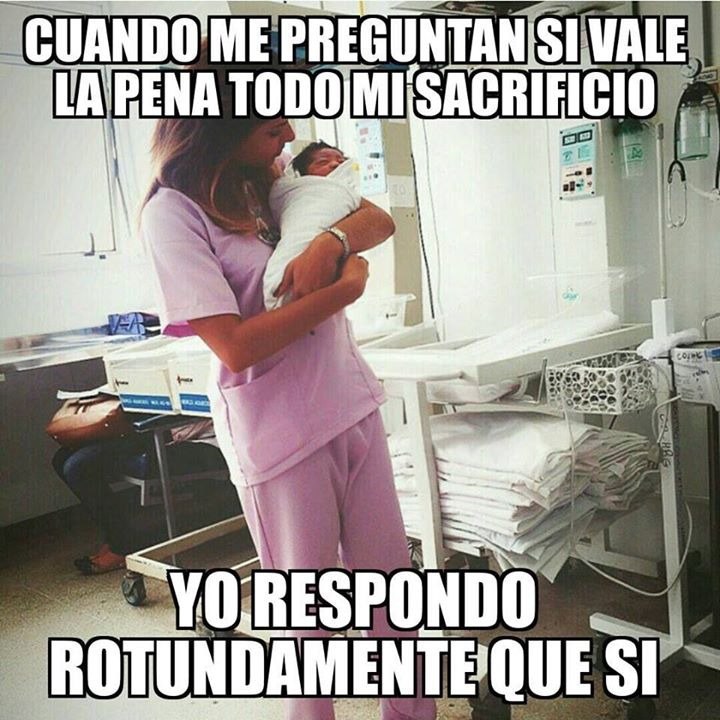 CUANDO ME PREGUNTAN SI VALE
LA PENA TODO MI SACRIFICIO
YO RESPONDO
ROTUNDAMENTE QUE SI